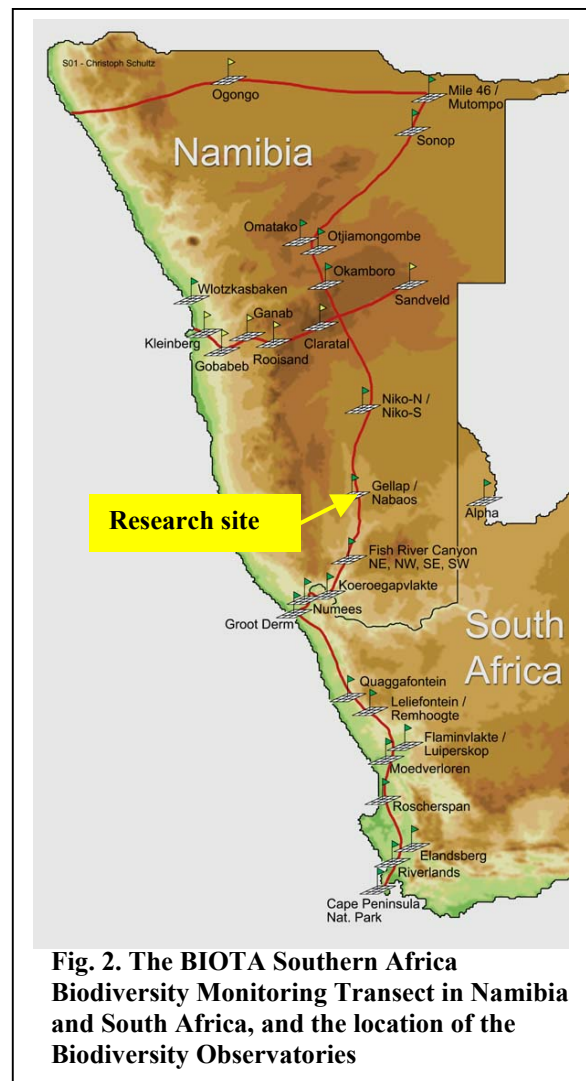 S01 - Christoph Schultz
Ogongo
Mile 46 /
Mutompo
Sonop
Namibia
Omatako
Otjiamongombe
Okamboro
Wlotzkasbaken
Sandveld
Ganab
Kleinberg
Claratal
Rooisand
Gobabeb
Niko-N /
Niko-S
Gellap /
Nabaos
Research site
Alpha
Fish River Canyon
NE, NW, SE, SW
Koeroegapvlakte
Numees
Groot Derm
South
Africa
Quaggafontein
Leliefontein /
Remhoogte
Flaminvlakte /
Luiperskop
Moedverloren
Roscherspan
Elandsberg
Riverlands
Cape Peninsula
Nat. Park
Fig. 2. The BIOTA Southern Africa
Biodiversity Monitoring Transect in Namibia
and South Africa, and the location of the
Biodiversity Observatories